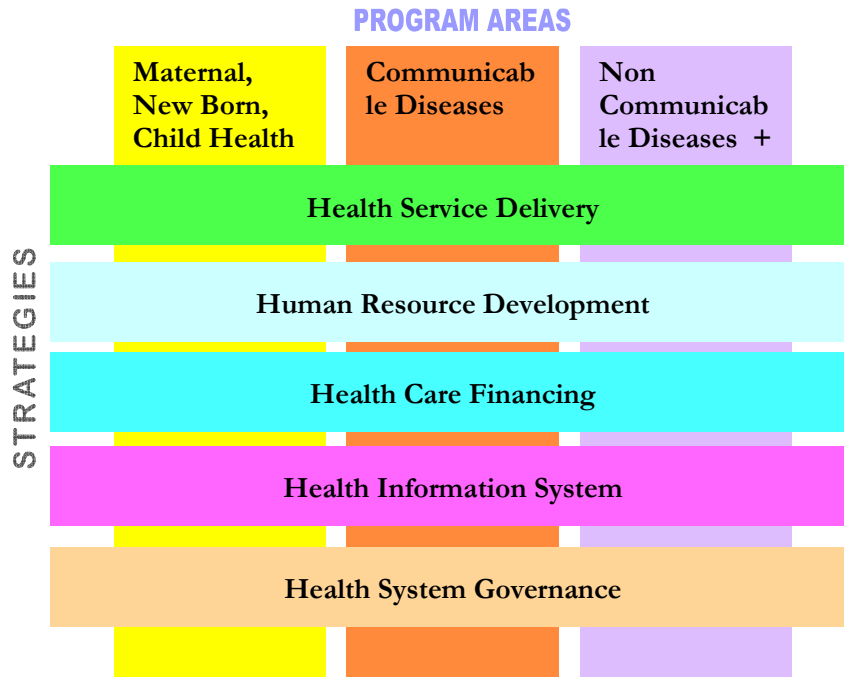 PROGRAM AREAS
Maternal,
New Born,
Child Health
Communicab
le Diseases
Non
Communicab
le Diseases +
STRATEGIES
Health Service Delivery
Human Resource Development
Health Care Financing
Health Information System
Health System Governance